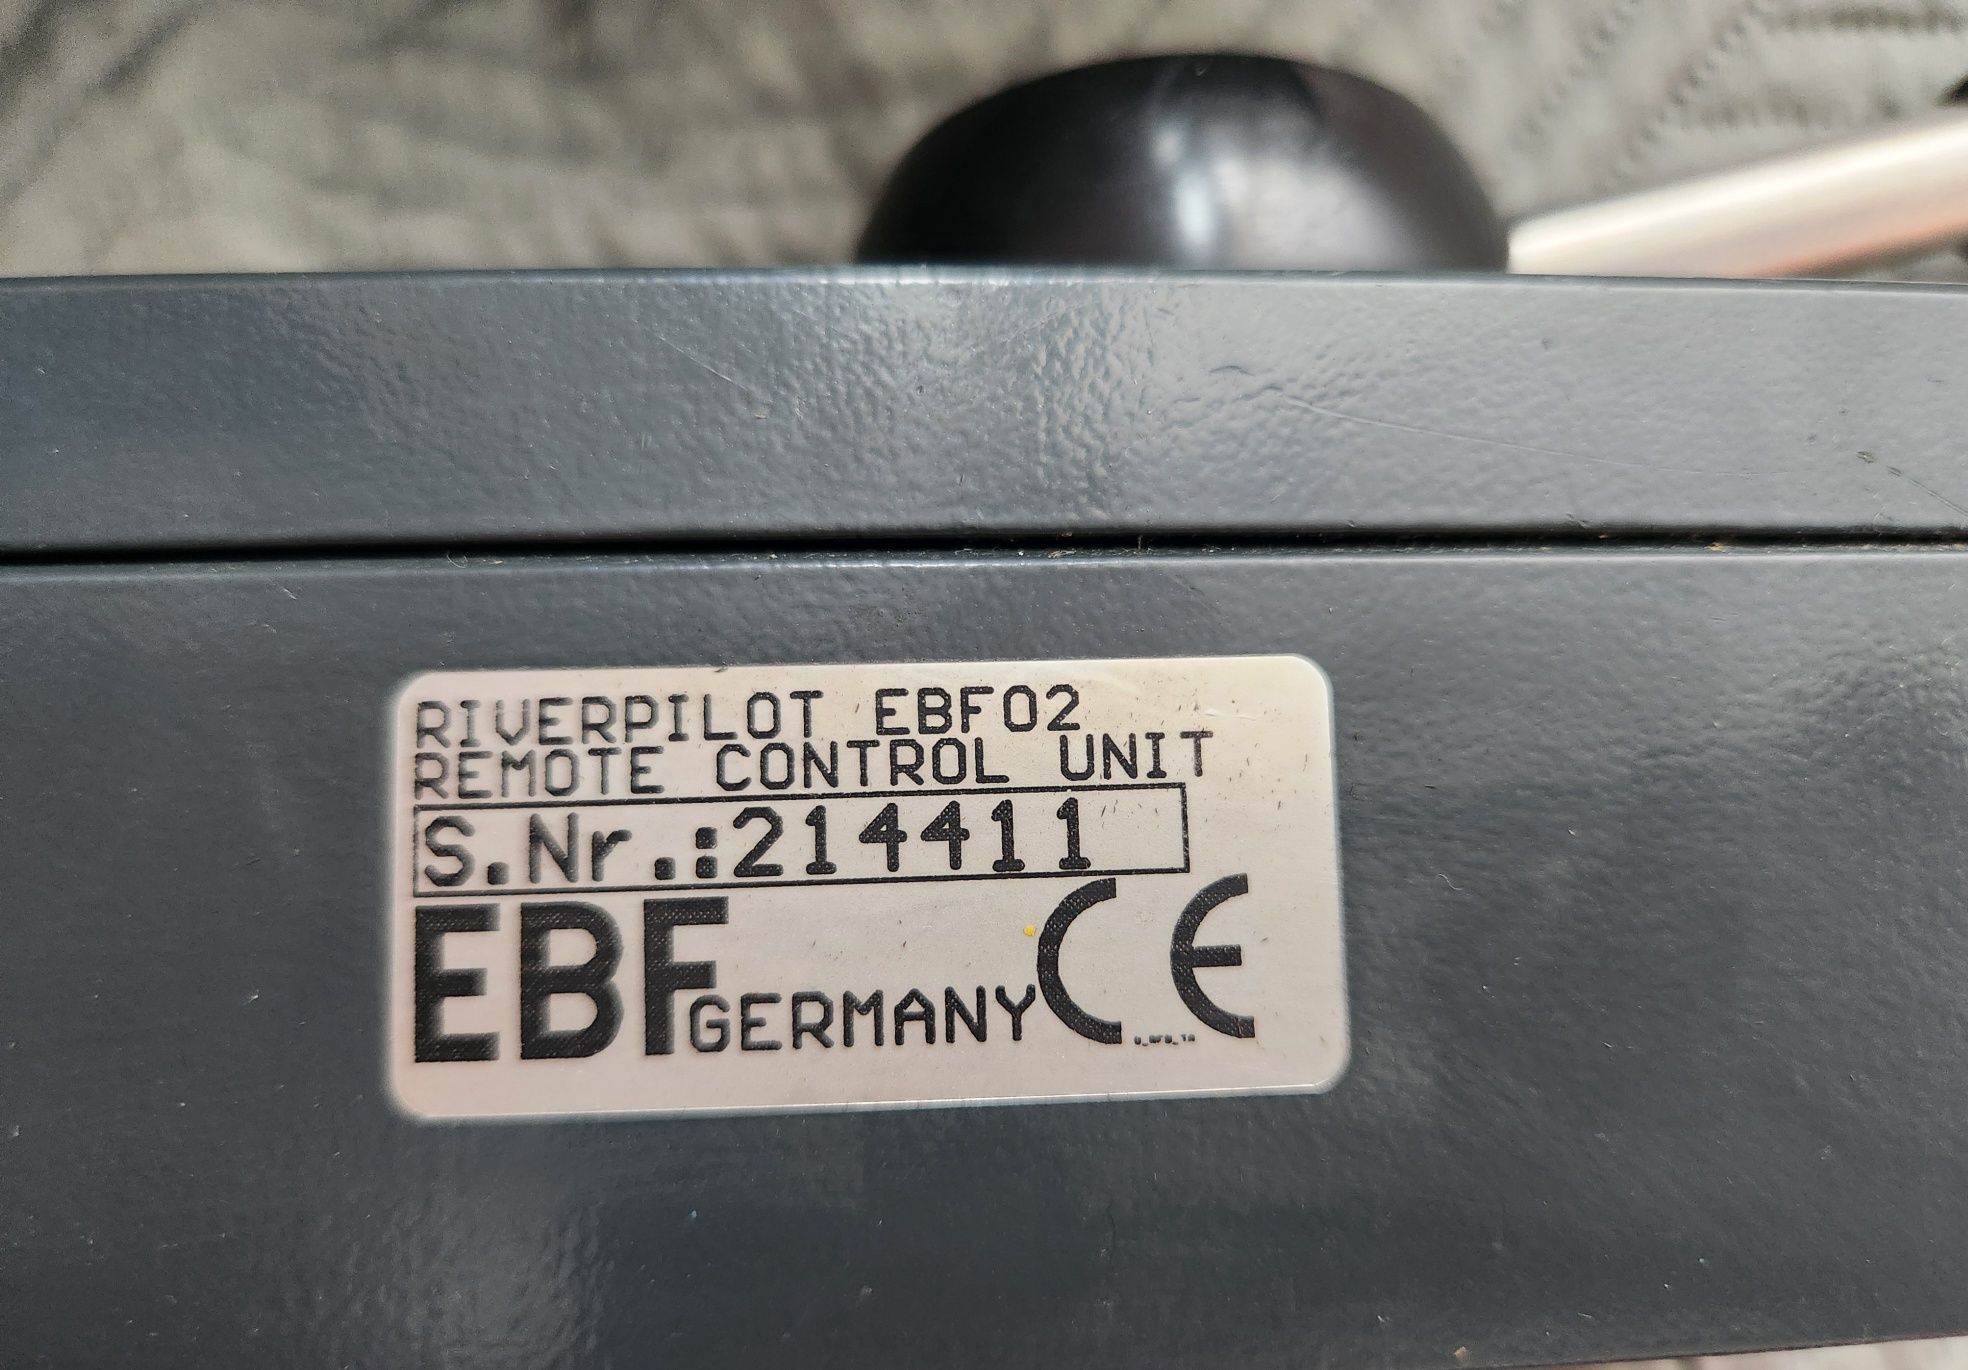 RIVERPILOT EBF02
REMOTE CONTROL UNIT
S.Nr.:214411
EBF GERMANY CE